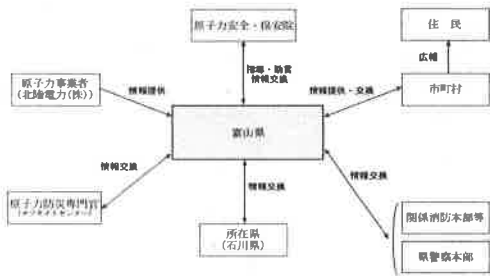 原子力安全・保安院
住 民
指導・助言
情報交換
広報
原子力事業者
(北陸電力(株))
情報提供
情報提供・交換
市町村
富山県
情報交換
情報交換
情報交換
原子力防災専門官
(オフサイトセンター)
所在県
(石川県)
関係消防本部等
県警察本部